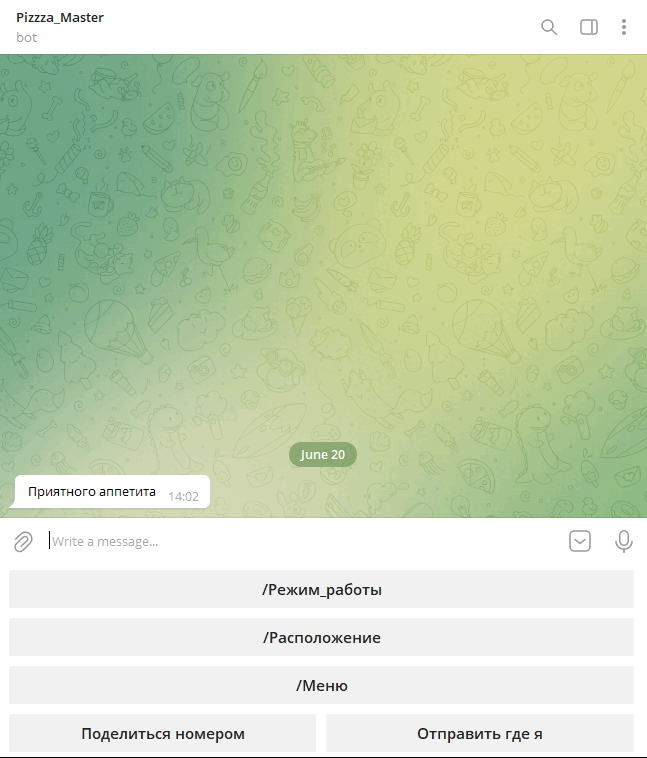 Pizzza_Master
bot
June 20
Приятного аппетита 14:02
Write a message...
/Режим_работы
/Расположение
/Меню
Поделиться номером Отправить где я